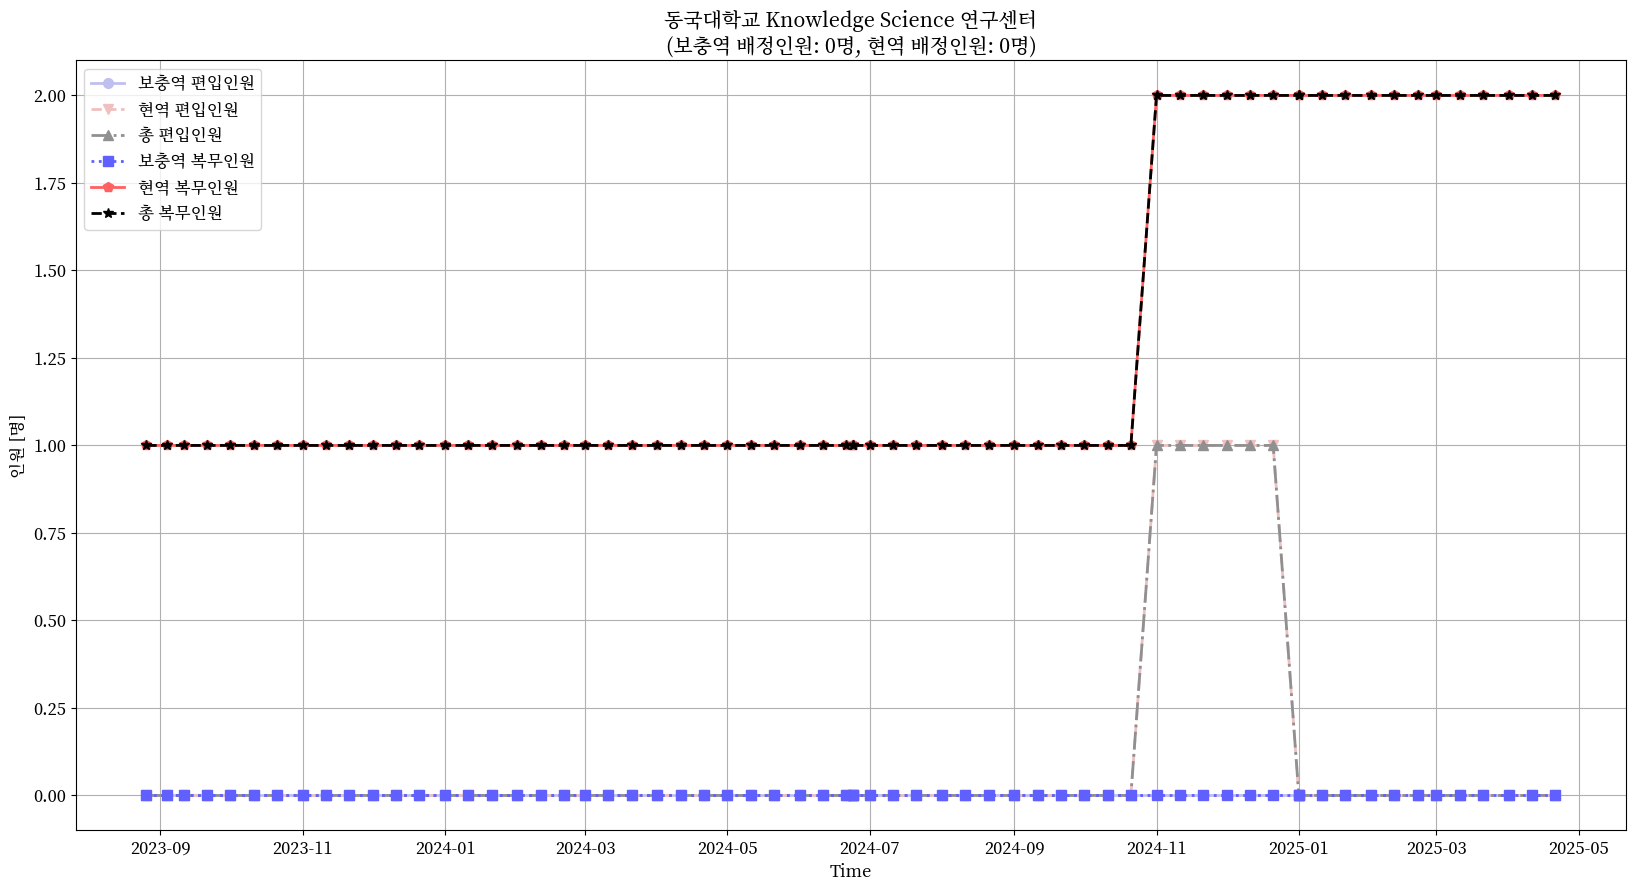 동국대학교 Knowledge Science 연구센터
(보충역 배정인원: 0명, 현역 배정인원: 0명)
보충역 편입인원
현역 편입인원
총 편입인원
보충역 복무인원
현역 복무인원
총 복무인원
2.00
1.75
1.50
1.25
1.00
0.75
0.50
0.25
0.00
인원 [명]
2023-09 2023-11 2024-01 2024-03 2024-05 2024-07 2024-09 2024-11 2025-01 2025-03 2025-05
Time